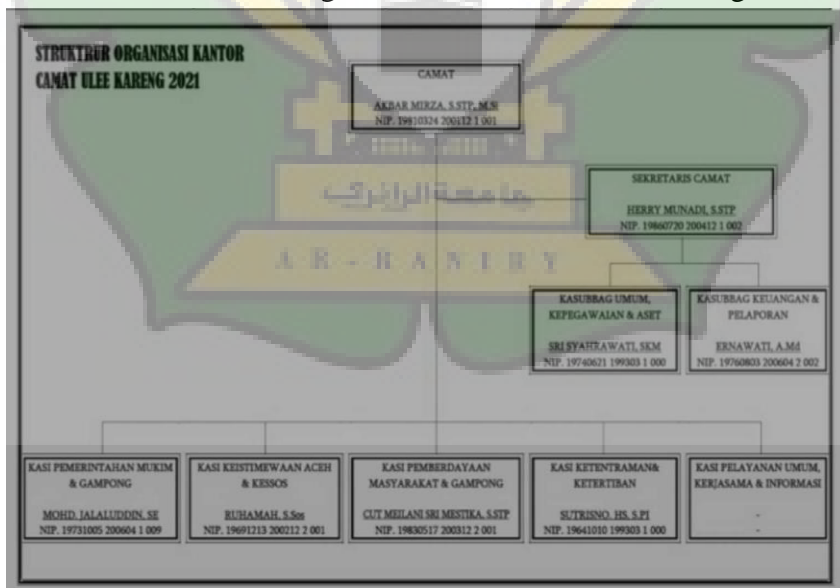 STRUKTRUR ORGANISASI KANTOR
CAMAT ULEE KARENG 2021
CAMAT
AKBAR MIRZA, S.STP, M.Si
NIP. 19810324 200112 1 001
SEKRETARIS CAMAT
HERRY MUNADI, S.STP
NIP. 19860720 200412 1 002
جامعة الرانري
AR-RANIRY
KASUBBAG UMUM,
KEPEGAWAIAN & ASET
SRI SYAHRAWATI, SKM
NIP. 19740621 199303 1 000
KASUBBAG KEUANGAN &
PELAPORAN
ERNAWATI, A.Md
NIP. 19760803 200604 2 002
KASI PEMERINTAHAN MUKIM
& GAMPONG
MOHD. JALALUDDIN, SE
NIP. 19731005 200604 1 009
KASI KEISTIMEWAAN ACEH
& KESSOS
RUHAMAH, S.Sos
NIP. 19691213 200212 2 001
KASI PEMBERDAYAAN
MASYARAKAT & GAMPONG
CUT MEILANI SRI MESTIKA, S.STP
NIP. 19830517 200312 2 001
KASI KETENTRAMAN&
KETERTIBAN
SUTRISNO, HS, S.PI
NIP. 19641010 199303 1 000
KASI PELAYANAN UMUM,
KERJASAMA & INFORMASI
-
-